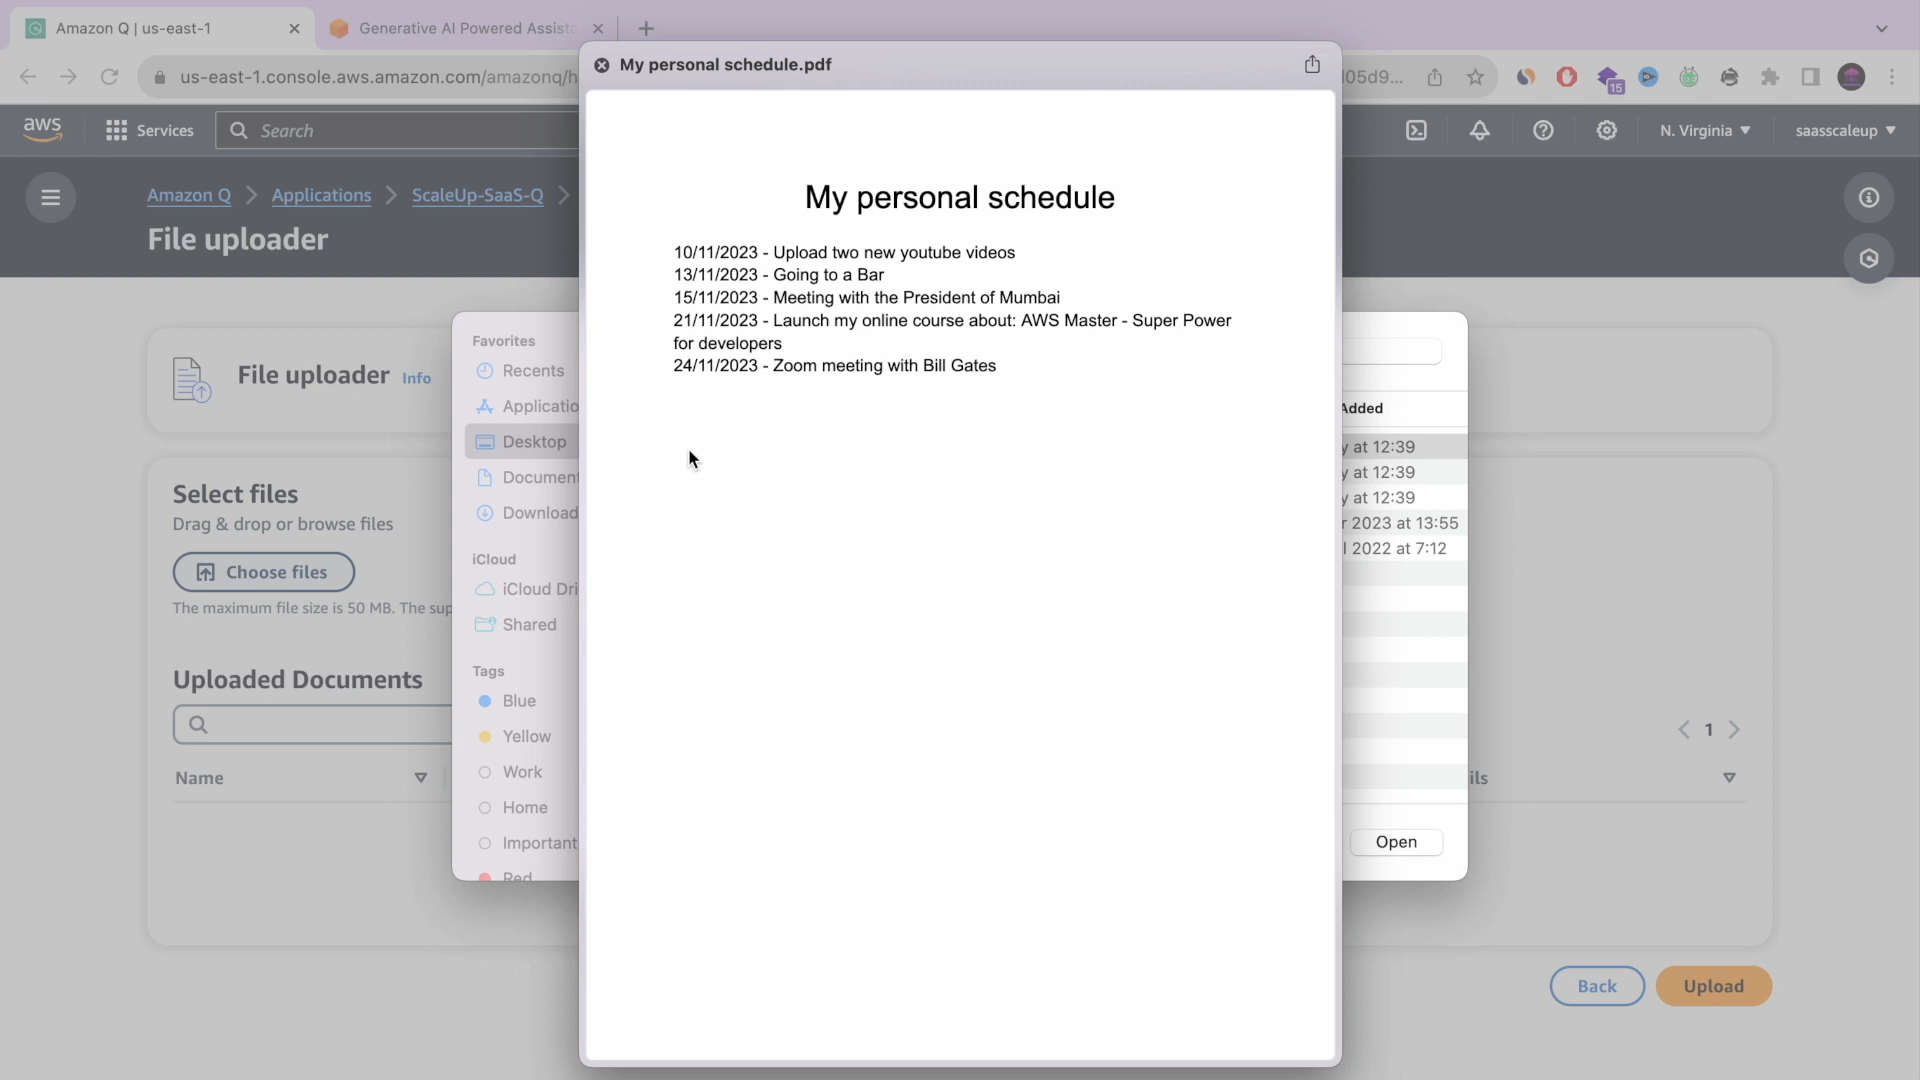 Amazon Q | us-east-1
Generative AI Powered Assist
us-east-1.console.aws.amazon.com/amazonq/h
My personal schedule.pdf
05d9...
15
aws
Services
Search
N. Virginia
saasscaleup
Amazon Q
Applications
ScaleUp-SaaS-Q
File uploader
My personal schedule
10/11/2023 - Upload two new youtube videos
13/11/2023 - Going to a Bar
15/11/2023 - Meeting with the President of Mumbai
21/11/2023 - Launch my online course about: AWS Master - Super Power
for developers
24/11/2023 - Zoom meeting with Bill Gates
File uploader
Info
Select files
Drag & drop or browse files
Choose files
The maximum file size is 50 MB. The sup
Uploaded Documents
Name
Favorites
Recents
Applicatio
Desktop
Document
Download
iCloud
iCloud Dri
Shared
Tags
Blue
Yellow
Work
Home
Important
Red
Added
y at 12:39
y at 12:39
y at 12:39
r 2023 at 13:55
l 2022 at 7:12
1
ils
Open
Back
Upload